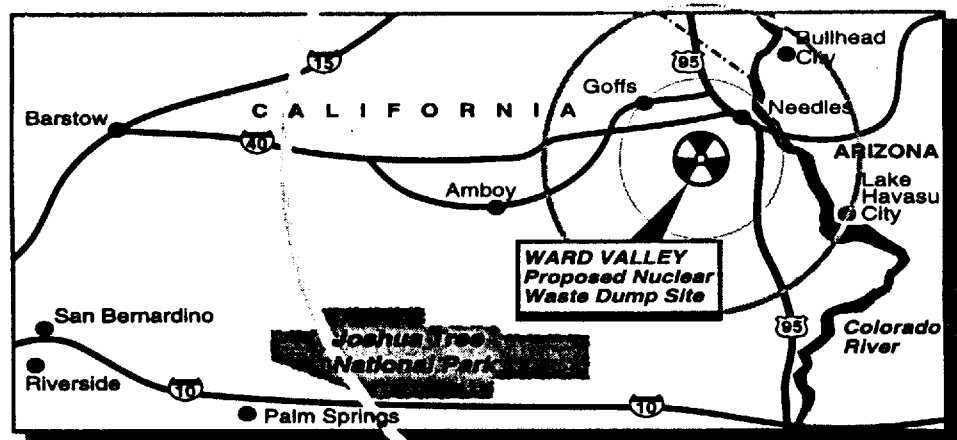 15
95
Bullhead
City
Goffs
Needles
CALIFORNIA
Barstow
40
ARIZONA
Amboy
Lake
Havasu
City
WARD VALLEY
Proposed Nuclear
Waste Dump Site
San Bernardino
95
Colorado
River
Joshua Tree
National Park
Riverside
10
Palm Springs
10